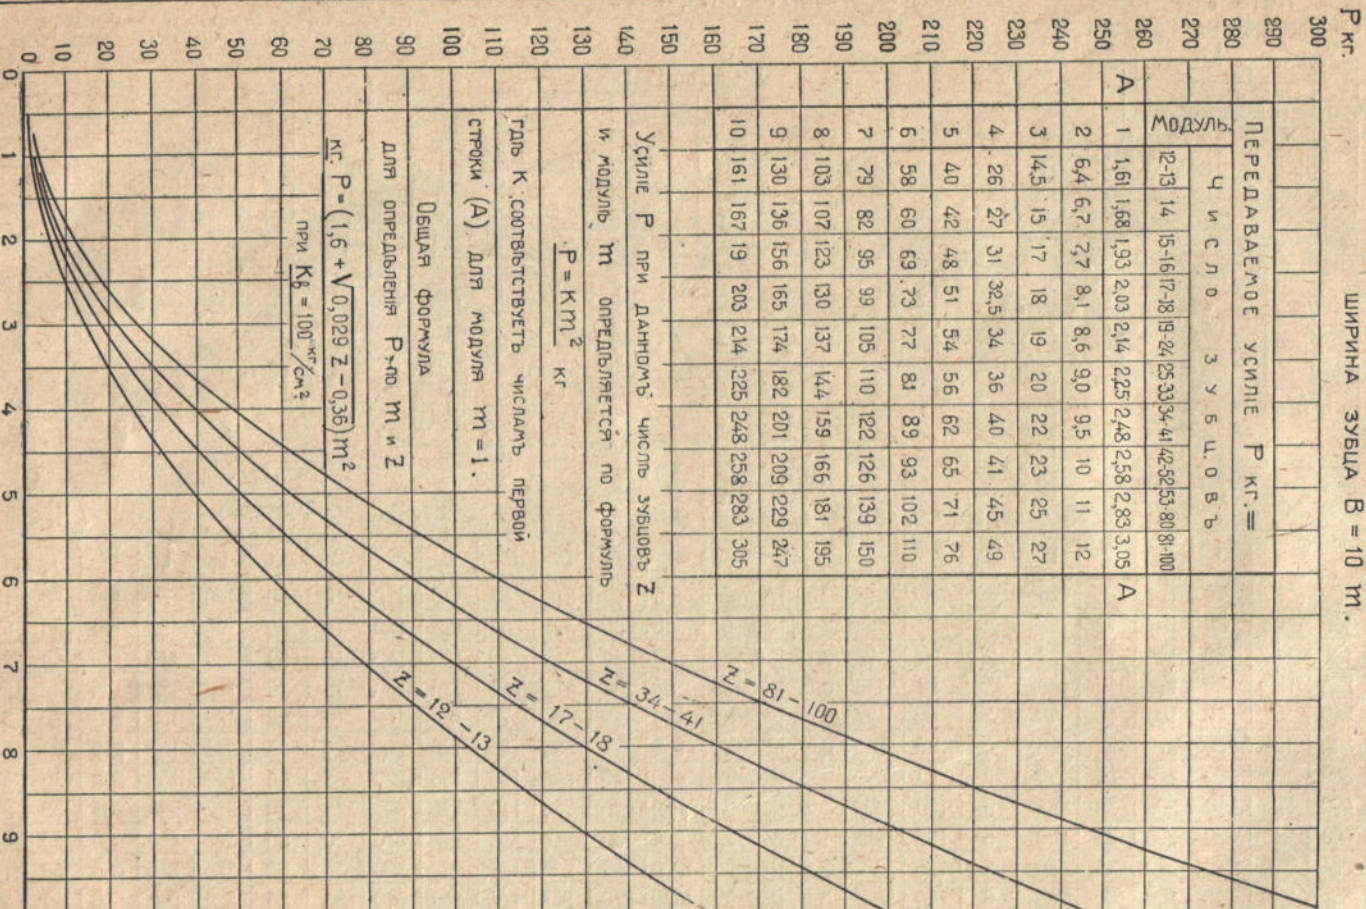 P кг.
ШИРИНА ЗУБЦА B = 10 m.
300
290
280
270
260
250
240
230
220
210
200
190
180
170
160
150
140
130
120
110
100
90
80
70
60
50
40
30
20
10
0
ПЕРЕДАВАЕМОЕ УСИЛІЕ P КГ.=
МОДУЛЬ. ЧИСЛО ЗУБЦОВЪ
12-13 14 15-16 17-18 19-24 25-33 34-41 42-52 53-80 81-100
A 1 1,61 1,68 1,93 2,03 2,14 2,25 2,48 2,58 2,83 3,05 A
2 6,4 6,7 7,7 8,1 8,6 9,0 9,5 10 11 12
3 14,5 15 17 18 19 20 22 23 25 27
4 26 27 31 32,5 34 36 40 41 45 49
5 40 42 48 51 54 56 62 65 71 76
6 58 60 69 73 77 81 89 93 102 110
7 79 82 95 99 105 110 122 126 139 150
8 103 107 123 130 137 144 159 166 181 195
9 130 136 156 165 174 182 201 209 229 247
10 161 167 19 203 214 225 248 258 283 305
УСИЛІЕ P ПРИ ДАННОМЪ ЧИСЛѢ ЗУБЦОВЪ Z
И МОДУЛѢ m ОПРЕДѢЛЯЕТСЯ ПО ФОРМУЛѢ
P = Km² КГ
ГДѢ K СООТВѢТСТВУЕТЪ ЧИСЛАМЪ ПЕРВОЙ
СТРОКИ (A) ДЛЯ МОДУЛЯ m = 1.
ОБЩАЯ ФОРМУЛА
ДЛЯ ОПРЕДѢЛЕНІЯ P ПО m И Z
КГ. P = (1,6 + √0,029 Z − 0,36) m²
ПРИ Kb = 100 кг/см²
Z = 81 – 100
Z = 34 – 41
Z = 17 – 18
Z = 12 – 13
0 1 2 3 4 5 6 7 8 9